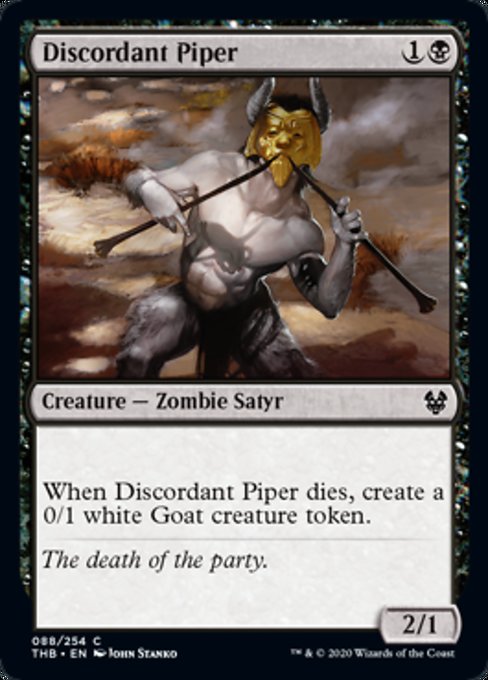 Discordant Piper 1
Creature — Zombie Satyr
When Discordant Piper dies, create a
0/1 white Goat creature token.
The death of the party.
2/1
088/254 C
THB • EN John Stanko
™ & © 2020 Wizards of the Coast